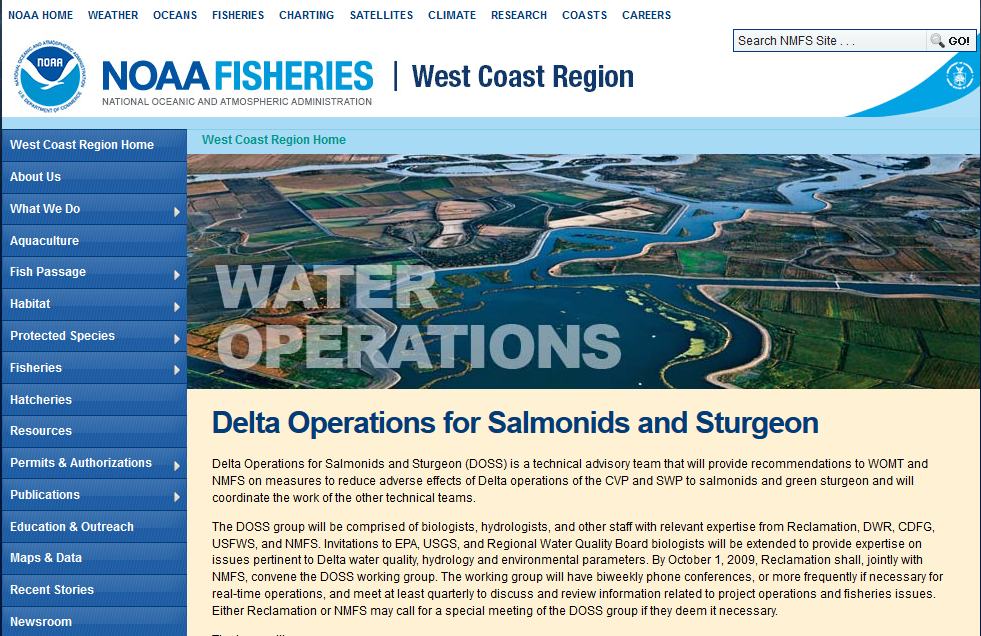 NOAA HOME WEATHER OCEANS FISHERIES CHARTING SATELLITES CLIMATE RESEARCH COASTS CAREERS
Search NMFS Site . . . GO!
NOAA
NATIONAL OCEANIC AND ATMOSPHERIC ADMINISTRATION
U.S. DEPARTMENT OF COMMERCE
NOAA FISHERIES | West Coast Region
NATIONAL OCEANIC AND ATMOSPHERIC ADMINISTRATION
West Coast Region Home
About Us
What We Do
Aquaculture
Fish Passage
Habitat
Protected Species
Fisheries
Hatcheries
Resources
Permits & Authorizations
Publications
Education & Outreach
Maps & Data
Recent Stories
Newsroom
West Coast Region Home
WATER
OPERATIONS
Delta Operations for Salmonids and Sturgeon
Delta Operations for Salmonids and Sturgeon (DOSS) is a technical advisory team that will provide recommendations to WOMT and
NMFS on measures to reduce adverse effects of Delta operations of the CVP and SWP to salmonids and green sturgeon and will
coordinate the work of the other technical teams.
The DOSS group will be comprised of biologists, hydrologists, and other staff with relevant expertise from Reclamation, DWR, CDFG,
USFWS, and NMFS. Invitations to EPA, USGS, and Regional Water Quality Board biologists will be extended to provide expertise on
issues pertinent to Delta water quality, hydrology and environmental parameters. By October 1, 2009, Reclamation shall, jointly with
NMFS, convene the DOSS working group. The working group will have biweekly phone conferences, or more frequently if necessary for
real-time operations, and meet at least quarterly to discuss and review information related to project operations and fisheries issues.
Either Reclamation or NMFS may call for a special meeting of the DOSS group if they deem it necessary.